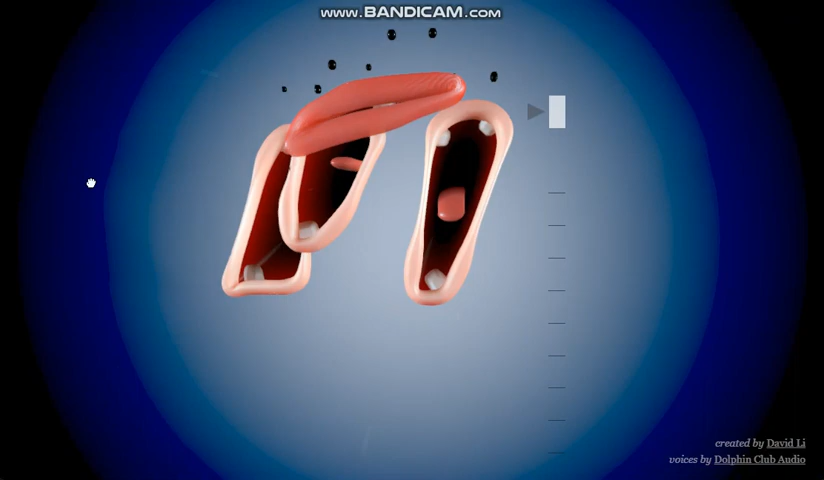 WWW.BANDICAM.COM
created by David Li
voices by Dolphin Club Audio